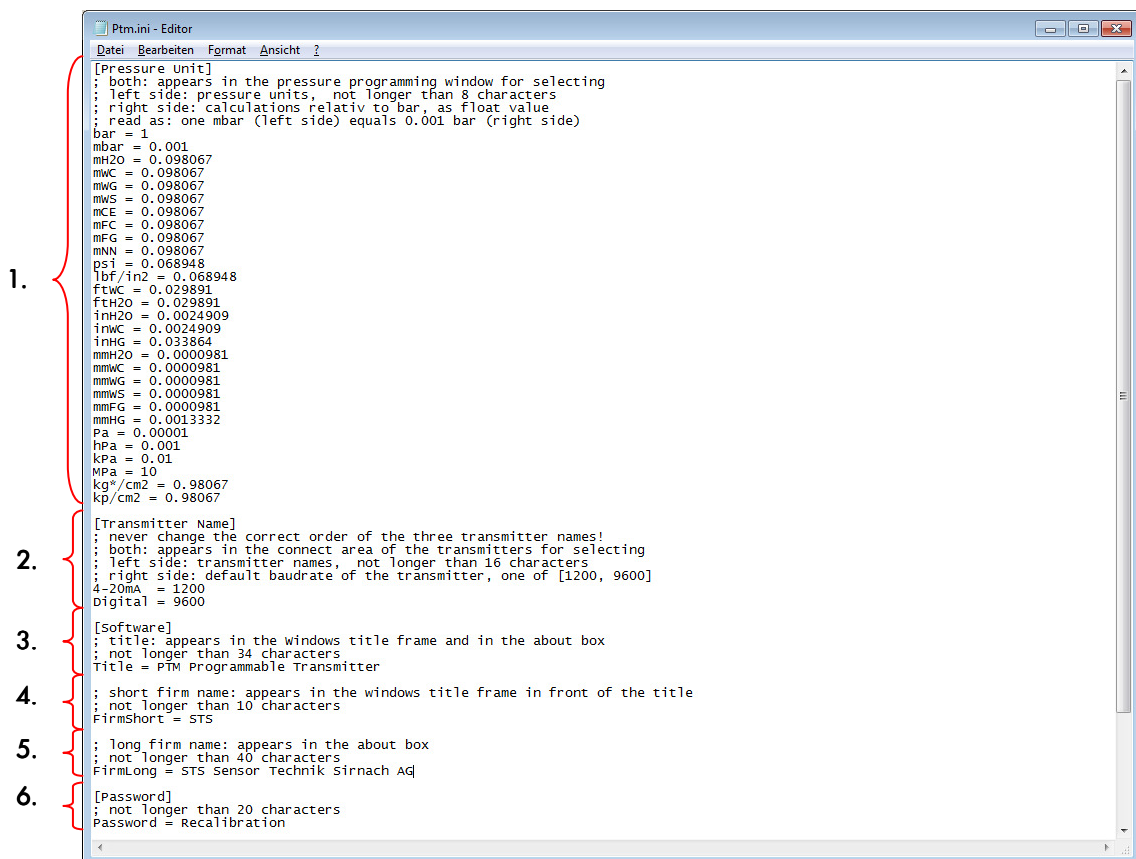 Ptm.ini - Editor
Datei Bearbeiten Format Ansicht ?
1.
[Pressure Unit]
; both: appears in the pressure programming window for selecting
; left side: pressure units,  not longer than 8 characters
; right side: calculations relativ to bar, as float value
; read as: one mbar (left side) equals 0.001 bar (right side)
bar = 1
mbar = 0.001
mH2O = 0.098067
mWC = 0.098067
mWG = 0.098067
mWS = 0.098067
mCE = 0.098067
mFC = 0.098067
mFG = 0.098067
mNN = 0.098067
psi = 0.068948
lbf/in2 = 0.068948
ftWC = 0.029891
ftH2O = 0.029891
inH2O = 0.0024909
inWC = 0.0024909
inHG = 0.033864
mmH2O = 0.0000981
mmWC = 0.0000981
mmWG = 0.0000981
mmWS = 0.0000981
mmFG = 0.0000981
mmHG = 0.0013332
Pa = 0.00001
hPa = 0.001
kPa = 0.01
MPa = 10
kg*/cm2 = 0.98067
kp/cm2 = 0.98067
2.
[Transmitter Name]
; never change the correct order of the three transmitter names!
; both: appears in the connect area of the transmitters for selecting
; left side: transmitter names,  not longer than 16 characters
; right side: default baudrate of the transmitter, one of [1200, 9600]
4-20mA  = 1200
Digital = 9600
3.
[Software]
; title: appears in the Windows title frame and in the about box
; not longer than 34 characters
Title = PTM Programmable Transmitter
4.
; short firm name: appears in the windows title frame in front of the title
; not longer than 10 characters
FirmShort = STS
5.
; long firm name: appears in the about box
; not longer than 40 characters
FirmLong = STS Sensor Technik Sirnach AG
6.
[Password]
; not longer than 20 characters
Password = Recalibration